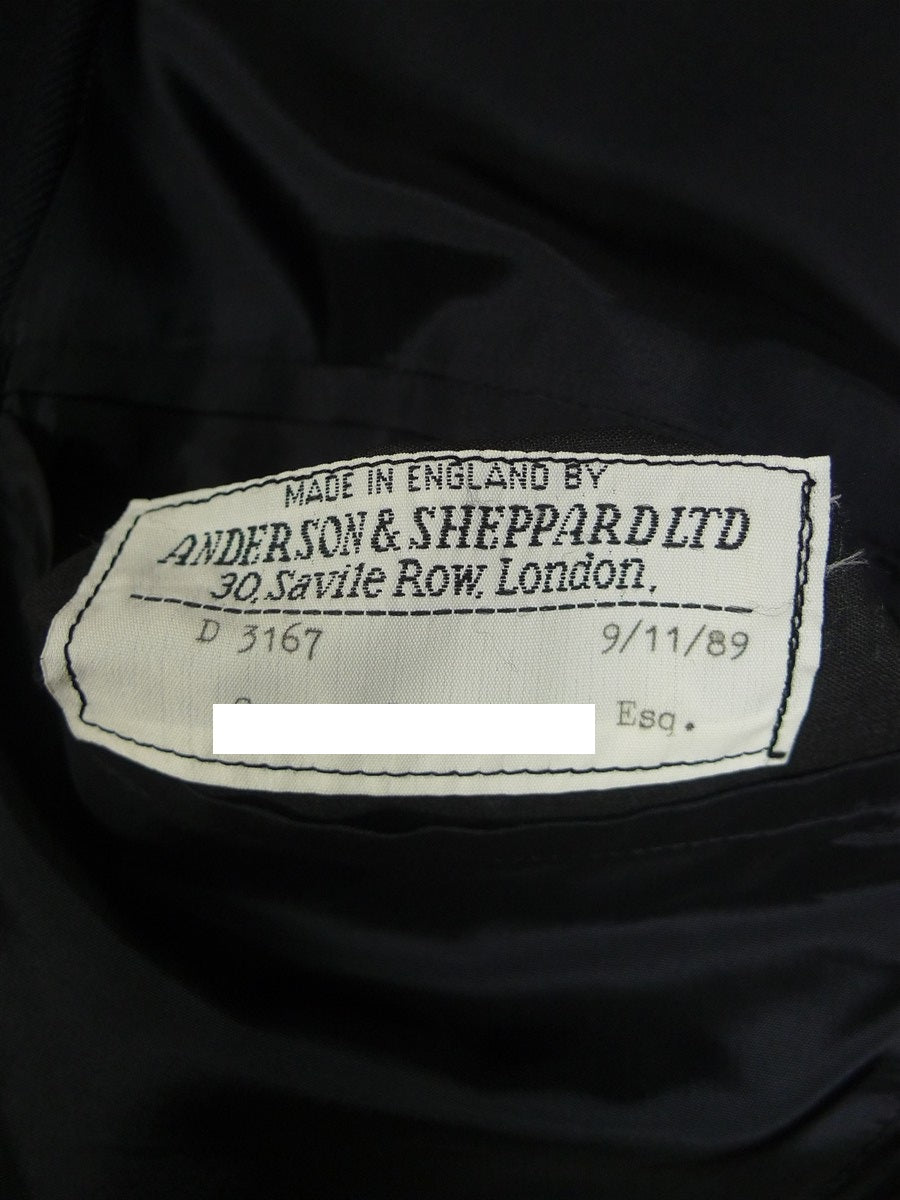 MADE IN ENGLAND BY
ANDERSON & SHEPPARD LTD
30, Savile Row, London,
D 3167 9/11/89
Esq.